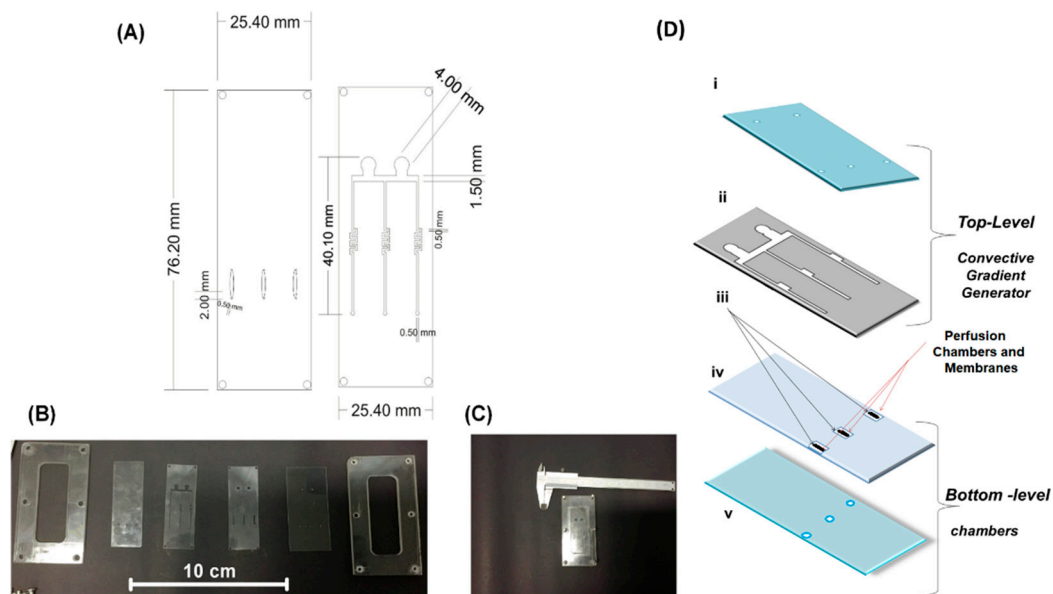 (A)
25.40 mm
4.00 mm
1.50 mm
76.20 mm
40.10 mm
0.50 mm
2.00 mm
0.50 mm
0.50 mm
25.40 mm
(B)
10 cm
(C)
(D)
i
ii
Top-Level
Convective
Gradient
Generator
iii
Perfusion
Chambers and
Membranes
iv
v
Bottom -level
chambers